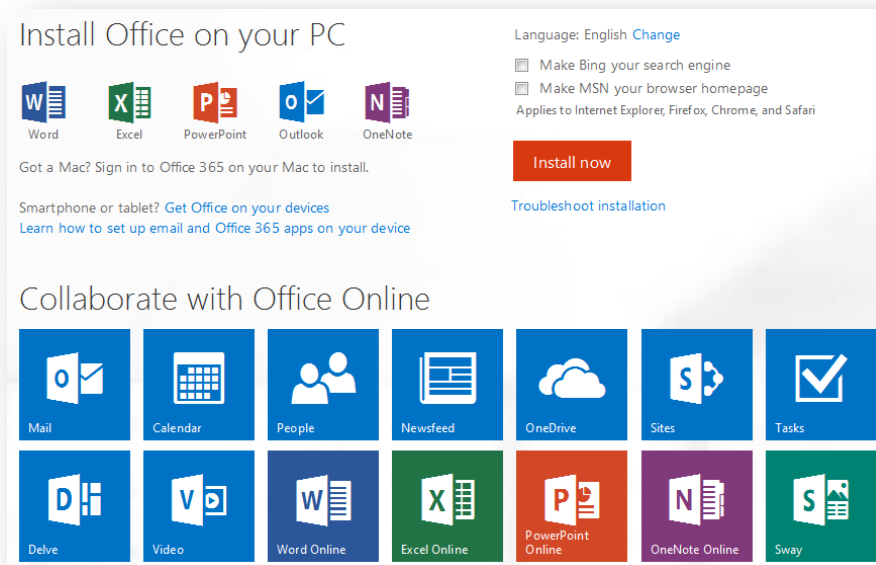 Install Office on your PC
Language: English Change
Make Bing your search engine
Make MSN your browser homepage
Applies to Internet Explorer, Firefox, Chrome, and Safari
Install now
Troubleshoot installation
W X P O N
Word Excel PowerPoint Outlook OneNote
Got a Mac? Sign in to Office 365 on your Mac to install.
Smartphone or tablet? Get Office on your devices
Learn how to set up email and Office 365 apps on your device
Collaborate with Office Online
O S
Mail Calendar People Newsfeed OneDrive Sites Tasks
D V W X P N S
Delve Video Word Online Excel Online PowerPoint Online OneNote Online Sway